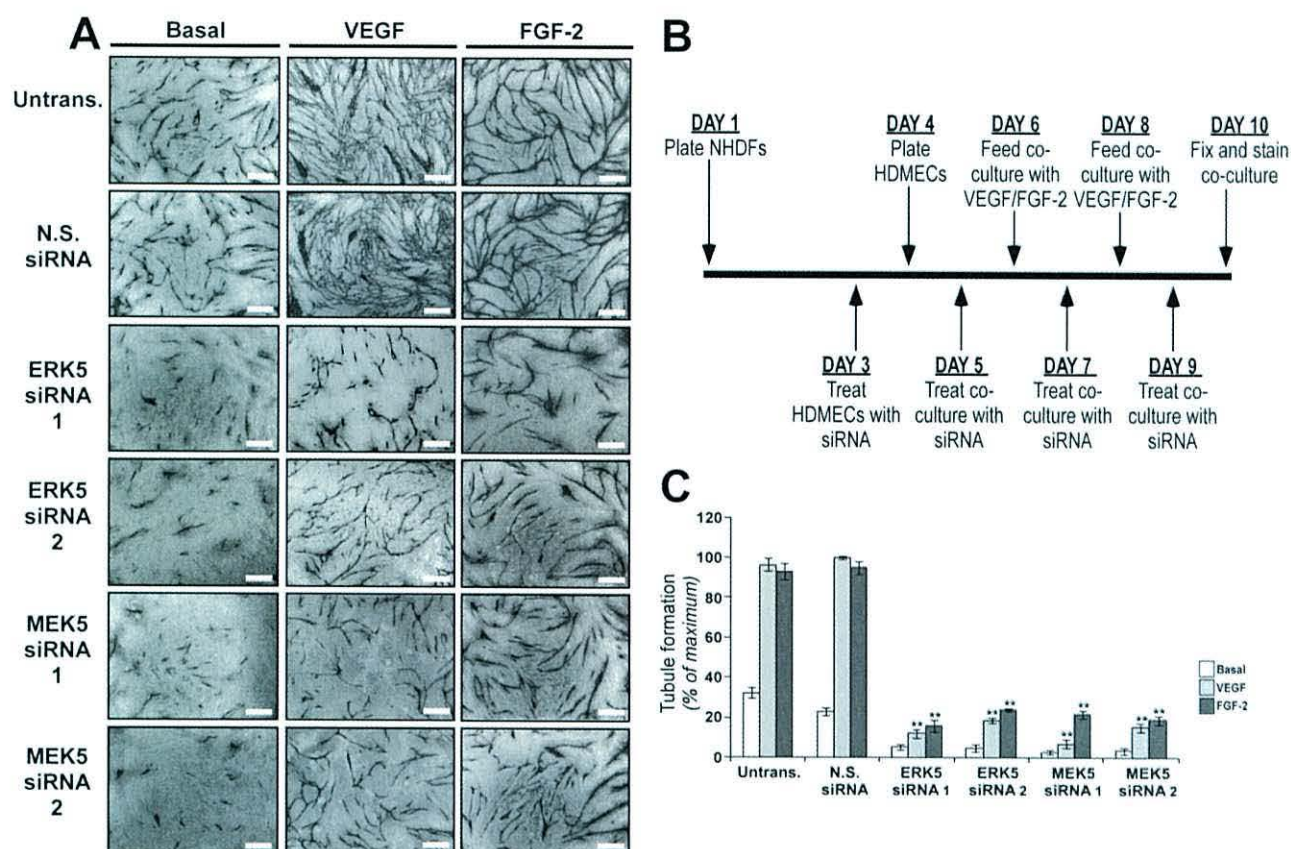 A
Basal
VEGF
FGF-2
Untrans.
N.S.
siRNA
ERK5
siRNA
1
ERK5
siRNA
2
MEK5
siRNA
1
MEK5
siRNA
2
B
DAY 1
Plate NHDFs
DAY 4
Plate
HDMECs
DAY 6
Feed co-
culture with
VEGF/FGF-2
DAY 8
Feed co-
culture with
VEGF/FGF-2
DAY 10
Fix and stain
co-culture
DAY 3
Treat
HDMECs with
siRNA
DAY 5
Treat co-
culture with
siRNA
DAY 7
Treat co-
culture with
siRNA
DAY 9
Treat co-
culture with
siRNA
C
Tubule formation
(% of maximum)
120
100
80
60
40
20
0
** **
** **
** **
** **
Untrans.
N.S.
siRNA
ERK5
siRNA 1
ERK5
siRNA 2
MEK5
siRNA 1
MEK5
siRNA 2
Basal
VEGF
FGF-2